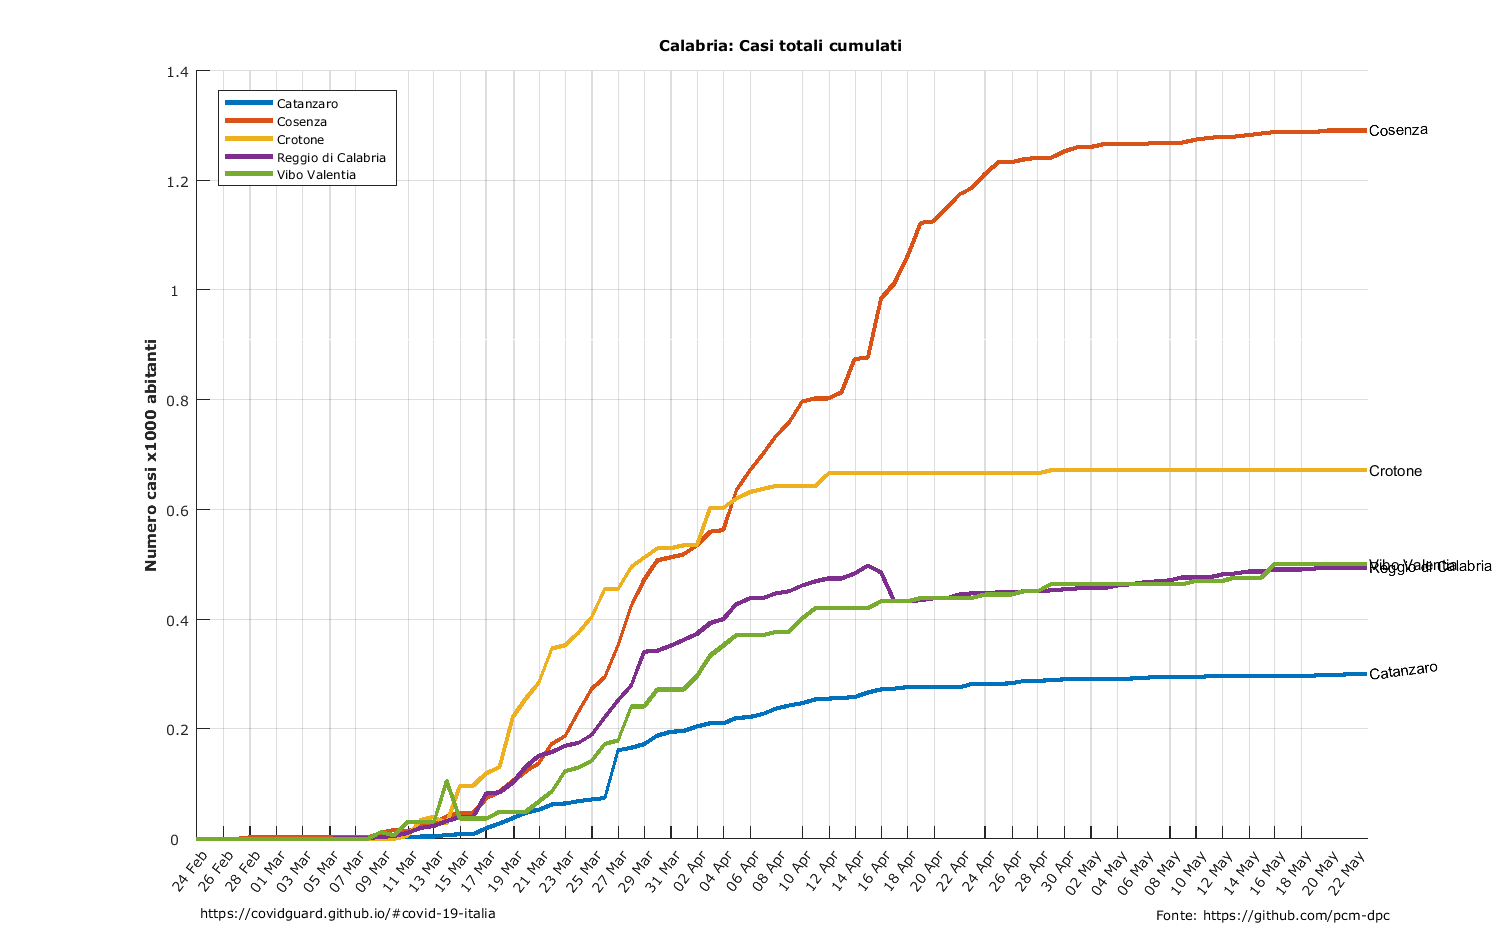 Calabria: Casi totali cumulati
1.4
1.2
1
0.8
0.6
0.4
0.2
0
Numero casi x1000 abitanti
Catanzaro
Cosenza
Crotone
Reggio di Calabria
Vibo Valentia
Cosenza
Crotone
Vibo Valentia
Reggio di Calabria
Catanzaro
24 Feb
26 Feb
28 Feb
01 Mar
03 Mar
05 Mar
07 Mar
09 Mar
11 Mar
13 Mar
15 Mar
17 Mar
19 Mar
21 Mar
23 Mar
25 Mar
27 Mar
29 Mar
31 Mar
02 Apr
04 Apr
06 Apr
08 Apr
10 Apr
12 Apr
14 Apr
16 Apr
18 Apr
20 Apr
22 Apr
24 Apr
26 Apr
28 Apr
30 Apr
02 May
04 May
06 May
08 May
10 May
12 May
14 May
16 May
18 May
20 May
22 May
https://covidguard.github.io/#covid-19-italia
Fonte: https://github.com/pcm-dpc